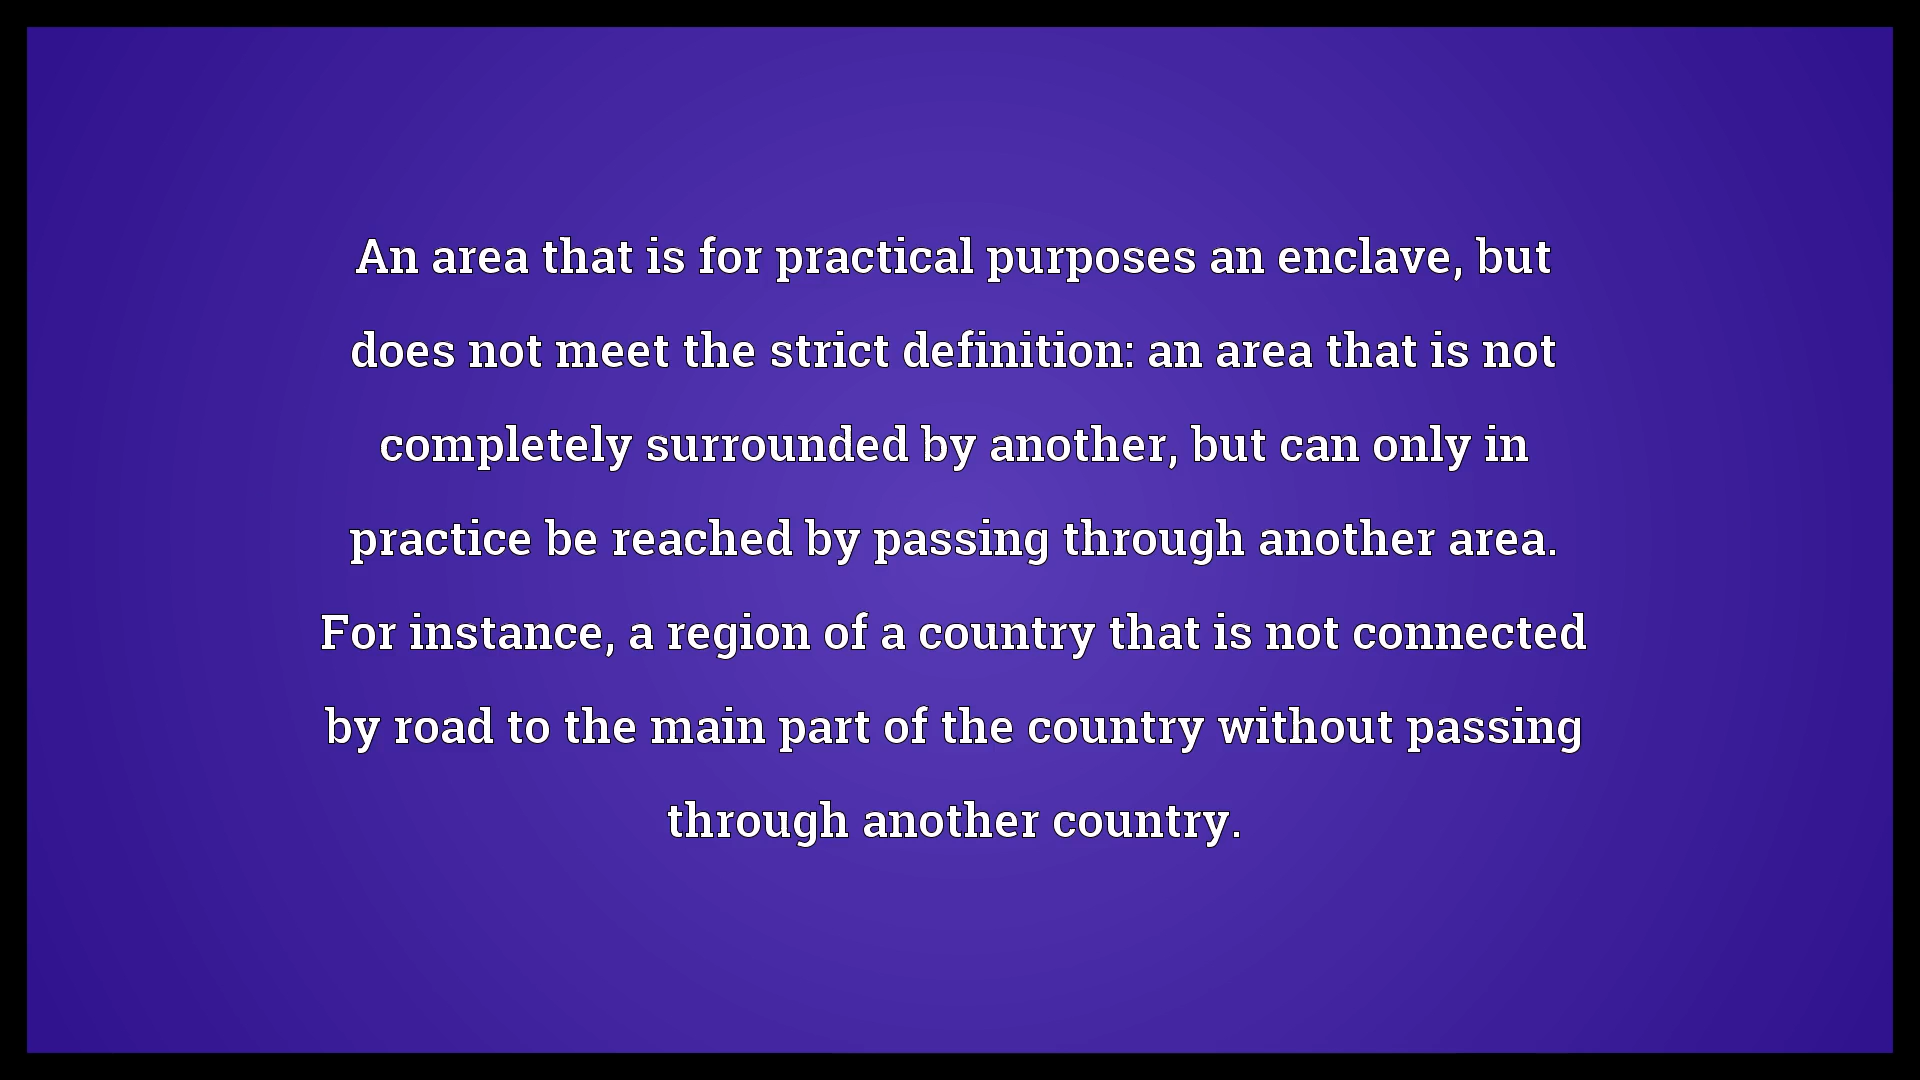 An area that is for practical purposes an enclave, but
does not meet the strict definition: an area that is not
completely surrounded by another, but can only in
practice be reached by passing through another area.
For instance, a region of a country that is not connected
by road to the main part of the country without passing
through another country.